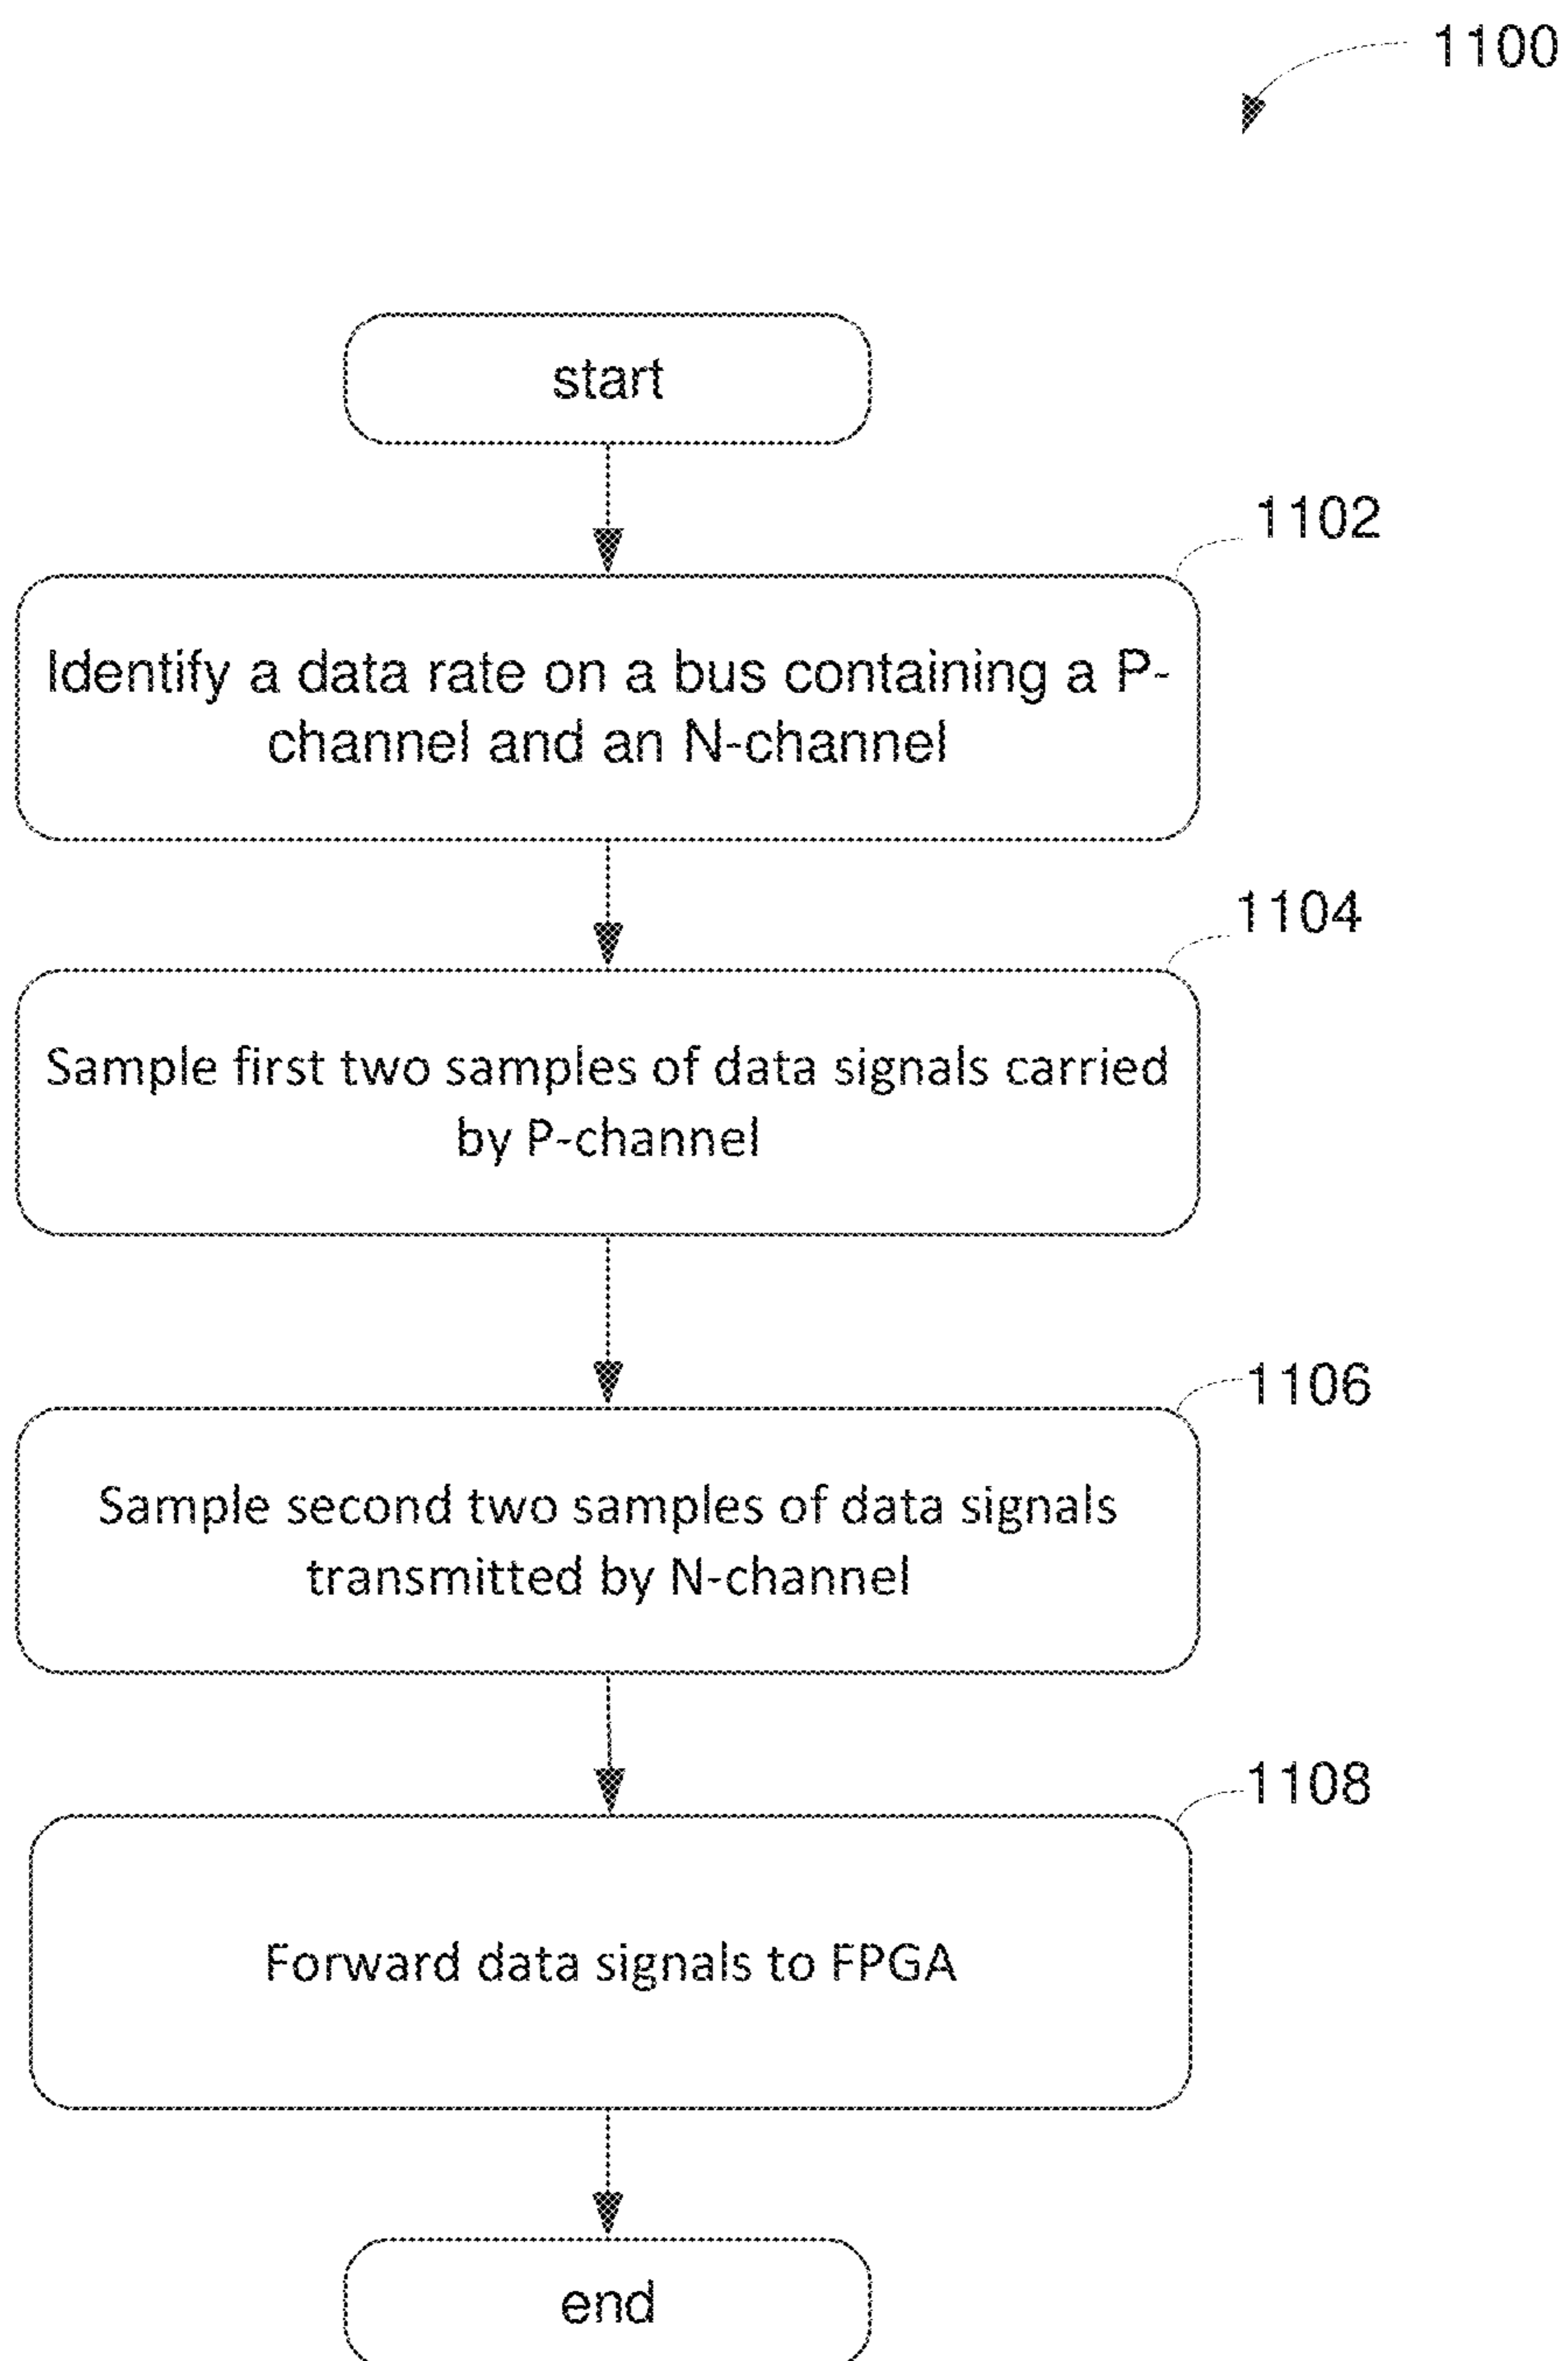 1100
start
1102
Identify a data rate on a bus containing a P-
channel and an N-channel
1104
Sample first two samples of data signals carried
by P-channel
1106
Sample second two samples of data signals
transmitted by N-channel
1108
Forward data signals to FPGA
end